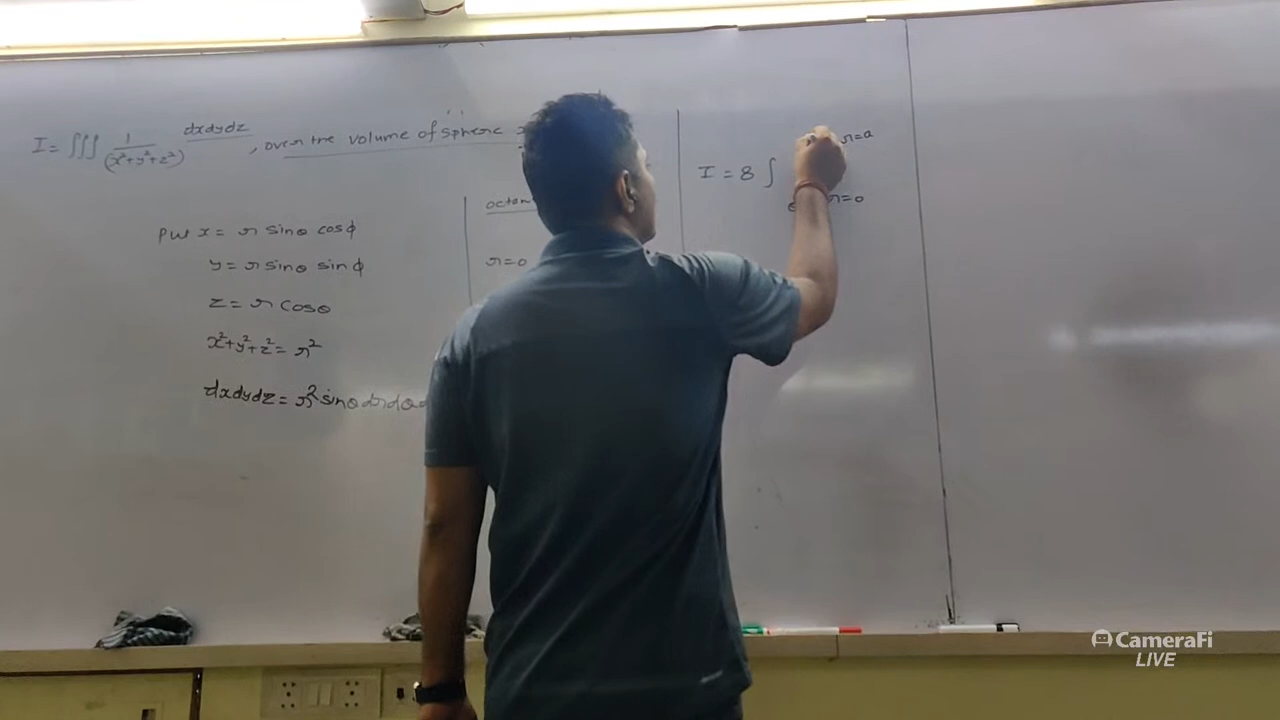 I = ∫∫∫ 1/(x²+y²+z²) dxdydz , over the volume of sphere
Put x = r sinθ cosϕ
y = r sinθ sinϕ
z = r cosθ
x²+y²+z² = r²
dxdydz = r² sinθ dr dθ
r=0
I = 8 ∫
r=a
r=0
CameraFi
LIVE